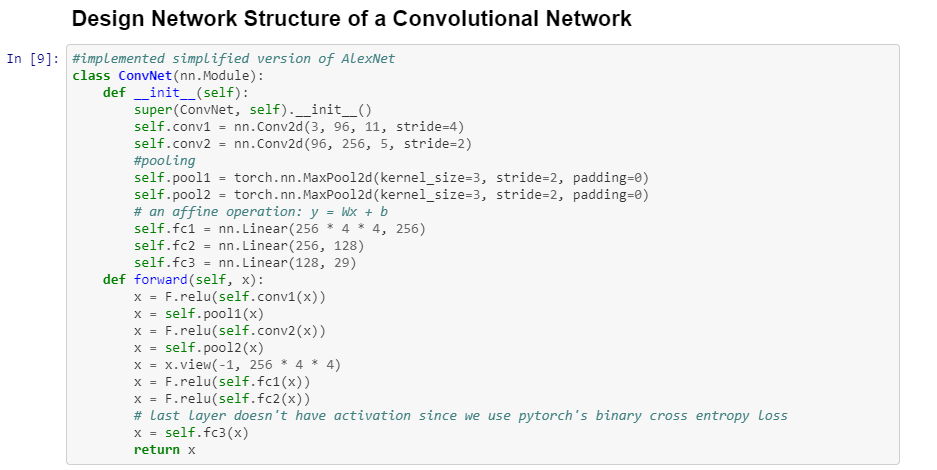 Design Network Structure of a Convolutional Network
In [9]: #implemented simplified version of AlexNet
class ConvNet(nn.Module):
    def __init__(self):
        super(ConvNet, self).__init__()
        self.conv1 = nn.Conv2d(3, 96, 11, stride=4)
        self.conv2 = nn.Conv2d(96, 256, 5, stride=2)
        #pooling
        self.pool1 = torch.nn.MaxPool2d(kernel_size=3, stride=2, padding=0)
        self.pool2 = torch.nn.MaxPool2d(kernel_size=3, stride=2, padding=0)
        # an affine operation: y = Wx + b
        self.fc1 = nn.Linear(256 * 4 * 4, 256)
        self.fc2 = nn.Linear(256, 128)
        self.fc3 = nn.Linear(128, 29)
    def forward(self, x):
        x = F.relu(self.conv1(x))
        x = self.pool1(x)
        x = F.relu(self.conv2(x))
        x = self.pool2(x)
        x = x.view(-1, 256 * 4 * 4)
        x = F.relu(self.fc1(x))
        x = F.relu(self.fc2(x))
        # last layer doesn't have activation since we use pytorch's binary cross entropy loss
        x = self.fc3(x)
        return x